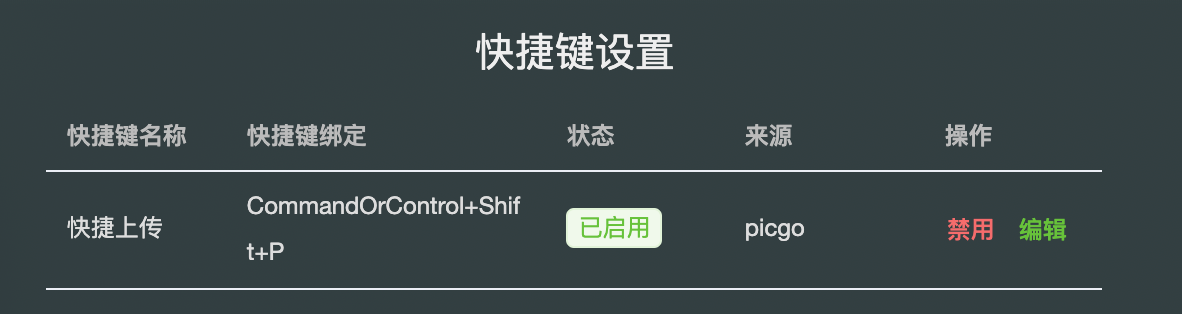 快捷键设置
快捷键名称 快捷键绑定 状态 来源 操作
快捷上传 CommandOrControl+Shif 已启用 picgo 禁用 编辑
t+P